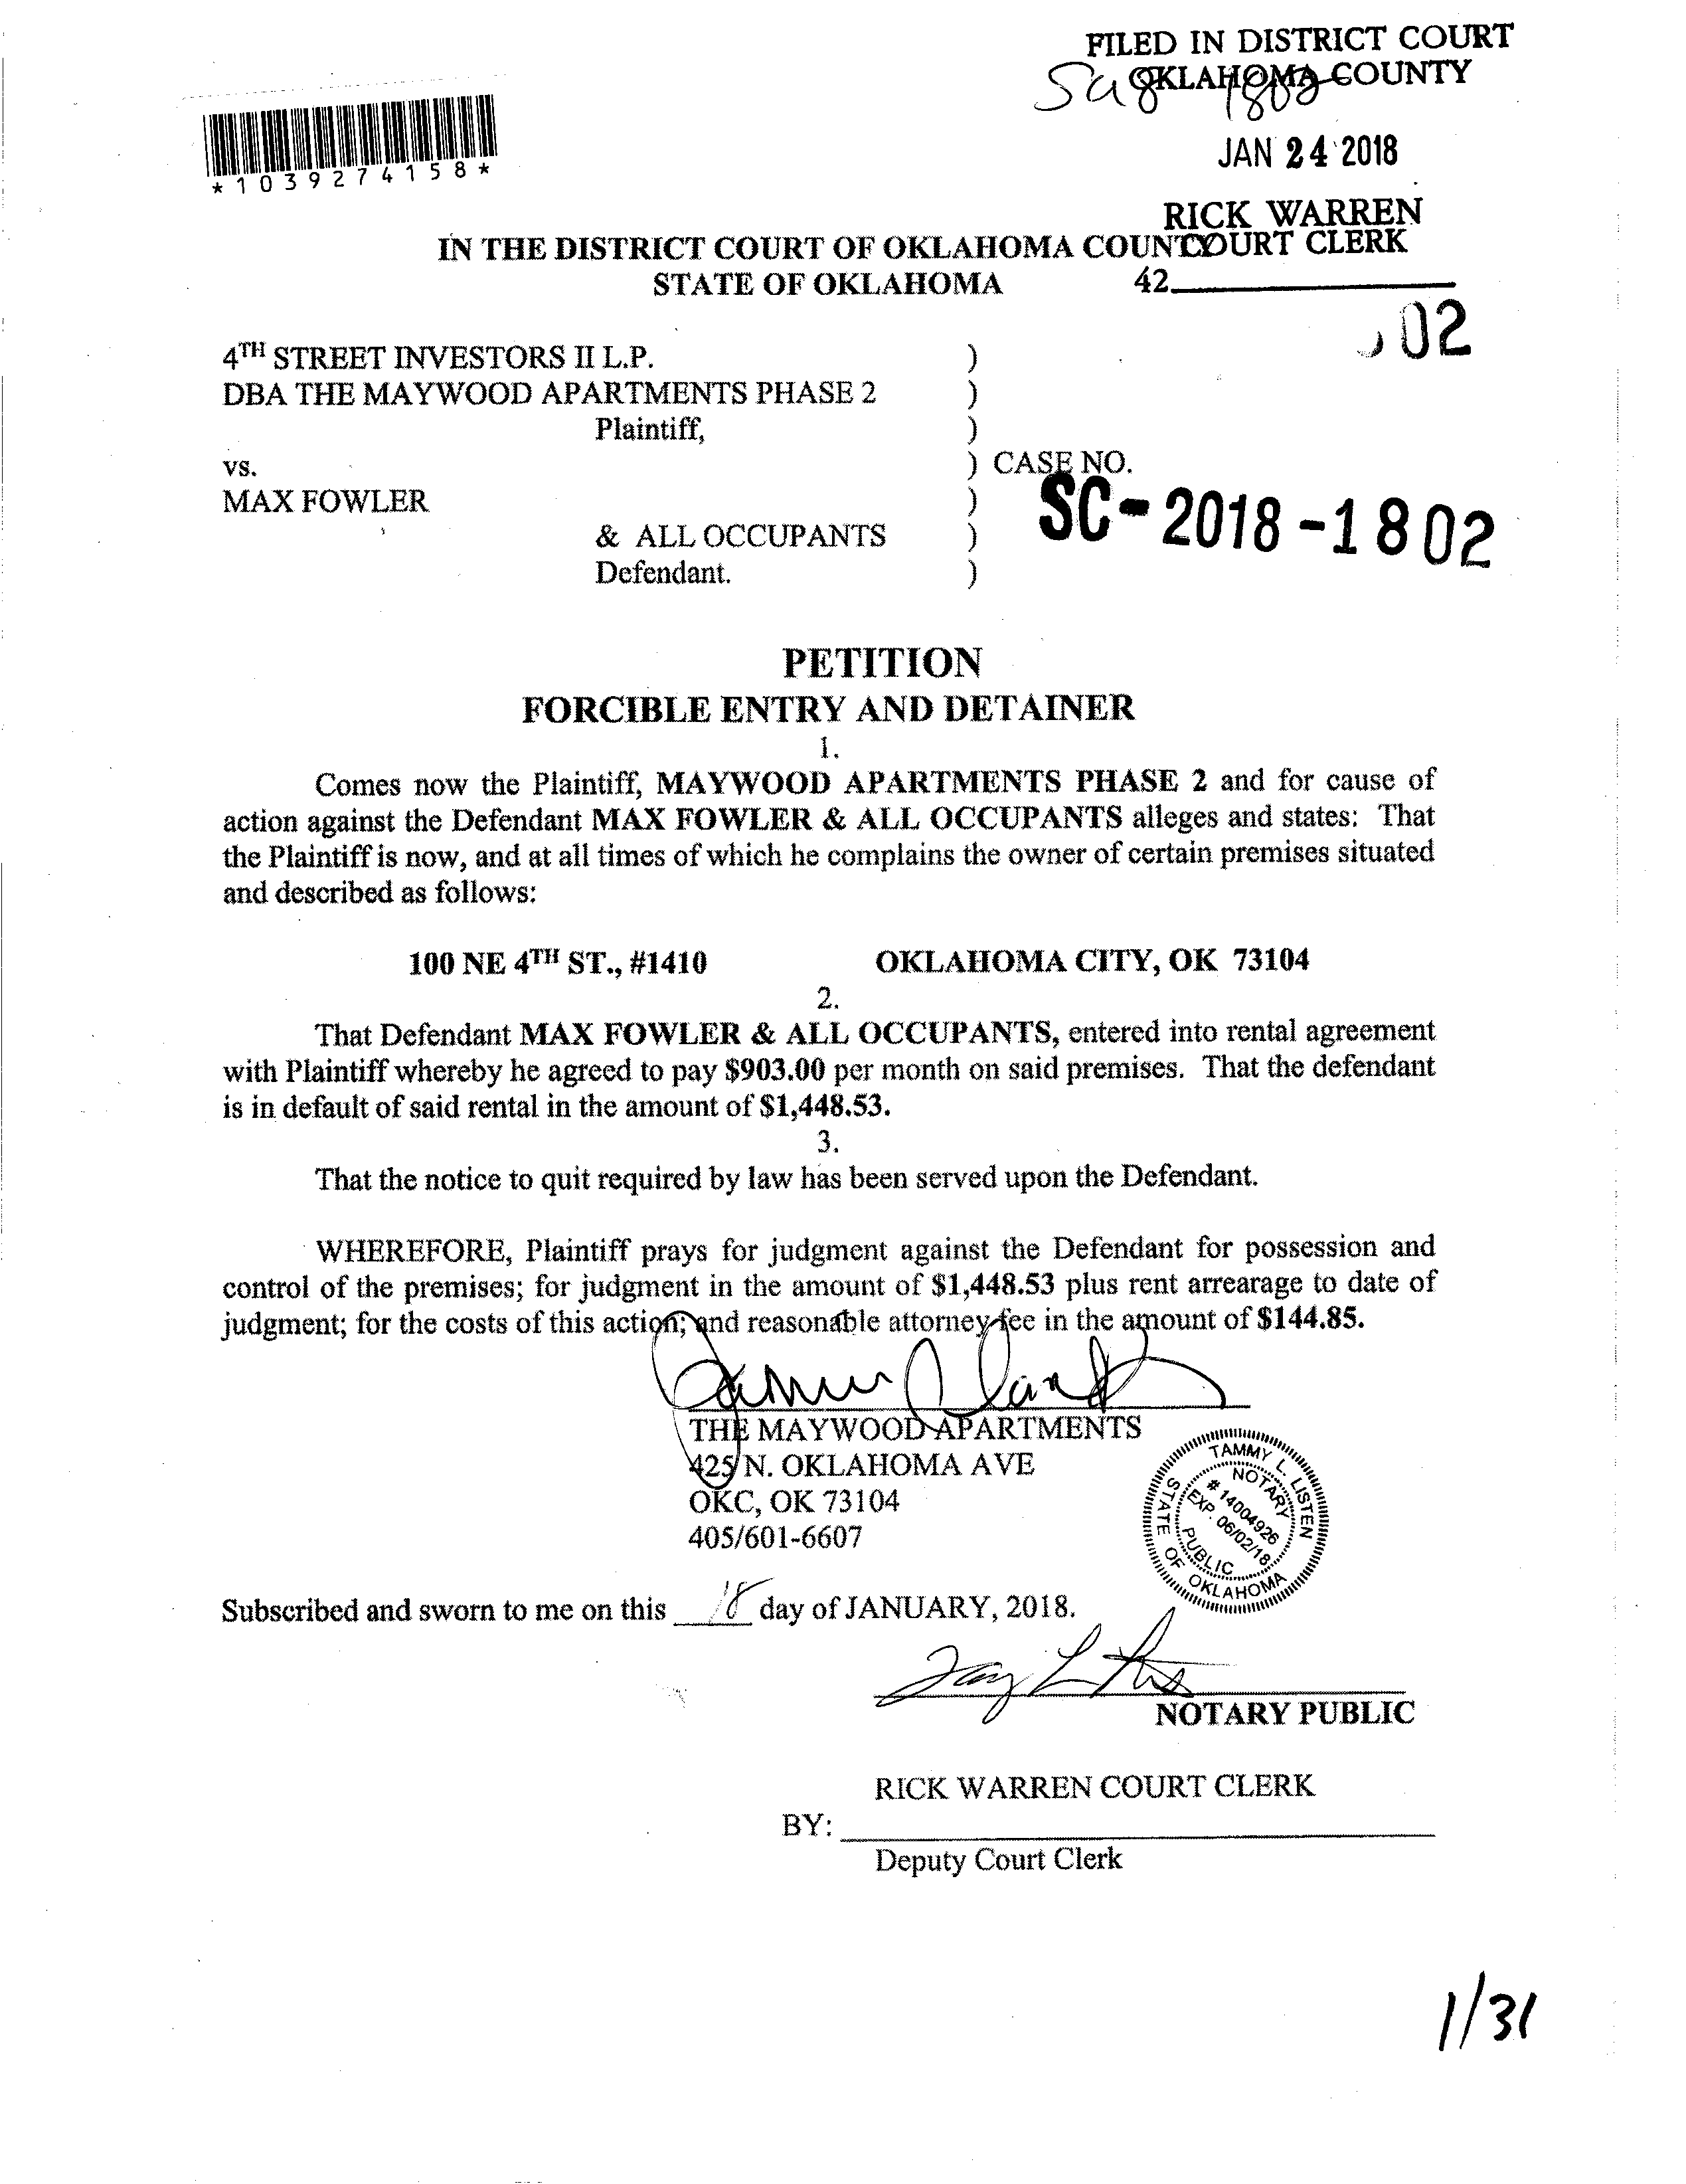 FILED IN DISTRICT COURT
OKLAHOMA COUNTY
JAN 24 2018
RICK WARREN
COURT CLERK
42
02
*1039274158*
IN THE DISTRICT COURT OF OKLAHOMA COUNTY
STATE OF OKLAHOMA
4TH STREET INVESTORS II L.P. )
DBA THE MAYWOOD APARTMENTS PHASE 2 )
Plaintiff, )
vs. ) CASE NO.
MAX FOWLER ) SC-2018-1802
& ALL OCCUPANTS )
Defendant. )
PETITION
FORCIBLE ENTRY AND DETAINER
1.
Comes now the Plaintiff, MAYWOOD APARTMENTS PHASE 2 and for cause of
action against the Defendant MAX FOWLER & ALL OCCUPANTS alleges and states: That
the Plaintiff is now, and at all times of which he complains the owner of certain premises situated
and described as follows:
100 NE 4TH ST., #1410 OKLAHOMA CITY, OK 73104
2.
That Defendant MAX FOWLER & ALL OCCUPANTS, entered into rental agreement
with Plaintiff whereby he agreed to pay $903.00 per month on said premises. That the defendant
is in default of said rental in the amount of $1,448.53.
3.
That the notice to quit required by law has been served upon the Defendant.
WHEREFORE, Plaintiff prays for judgment against the Defendant for possession and
control of the premises; for judgment in the amount of $1,448.53 plus rent arrearage to date of
judgment; for the costs of this action; and reasonable attorney fee in the amount of $144.85.
THE MAYWOOD APARTMENTS
425 N. OKLAHOMA AVE
OKC, OK 73104
405/601-6607
TAMMY L. LISTEN
NOTARY
# 14004926
EXP. 06/02/18
PUBLIC
STATE OF OKLAHOMA
Subscribed and sworn to me on this 18 day of JANUARY, 2018.
NOTARY PUBLIC
RICK WARREN COURT CLERK
BY:
Deputy Court Clerk
1/31